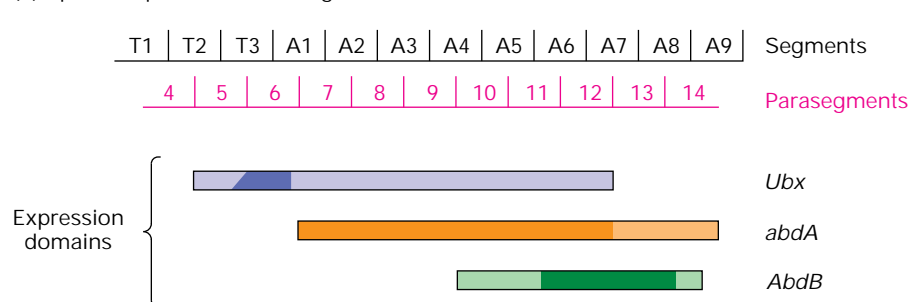 T1 T2 T3 A1 A2 A3 A4 A5 A6 A7 A8 A9 Segments
4 5 6 7 8 9 10 11 12 13 14 Parasegments
Ubx
Expression
domains
abdA
AbdB